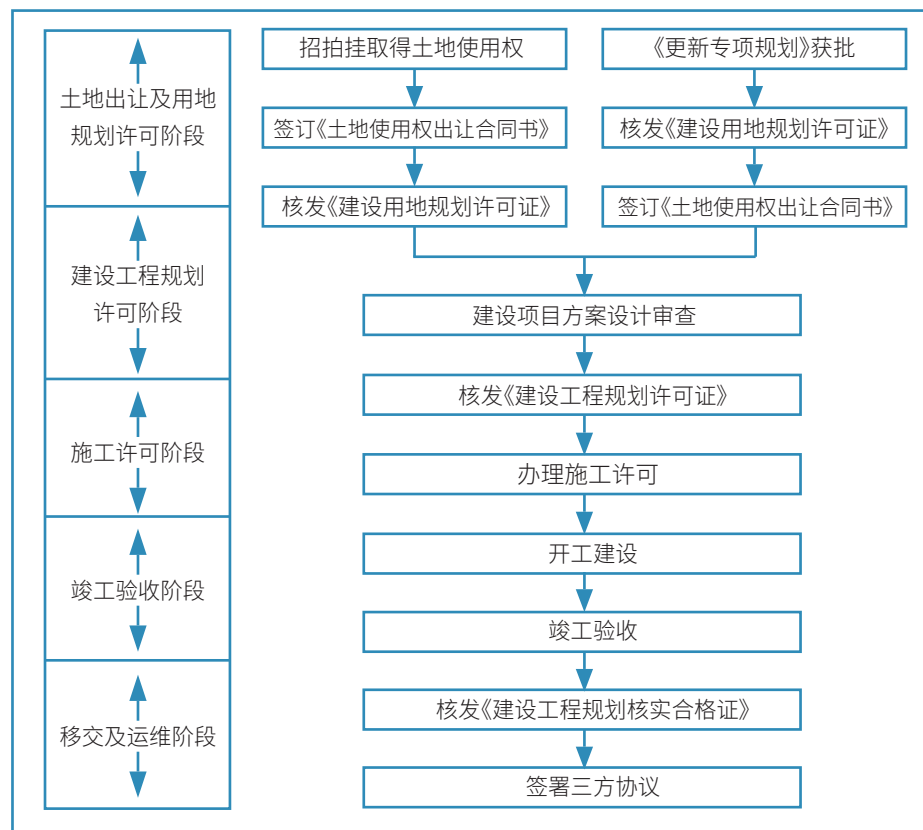 土地出让及用地
规划许可阶段
建设工程规划
许可阶段
施工许可阶段
竣工验收阶段
移交及运维阶段
招拍挂取得土地使用权
签订《土地使用权出让合同书》
核发《建设用地规划许可证》
《更新专项规划》获批
核发《建设用地规划许可证》
签订《土地使用权出让合同书》
建设项目方案设计审查
核发《建设工程规划许可证》
办理施工许可
开工建设
竣工验收
核发《建设工程规划核实合格证》
签署三方协议